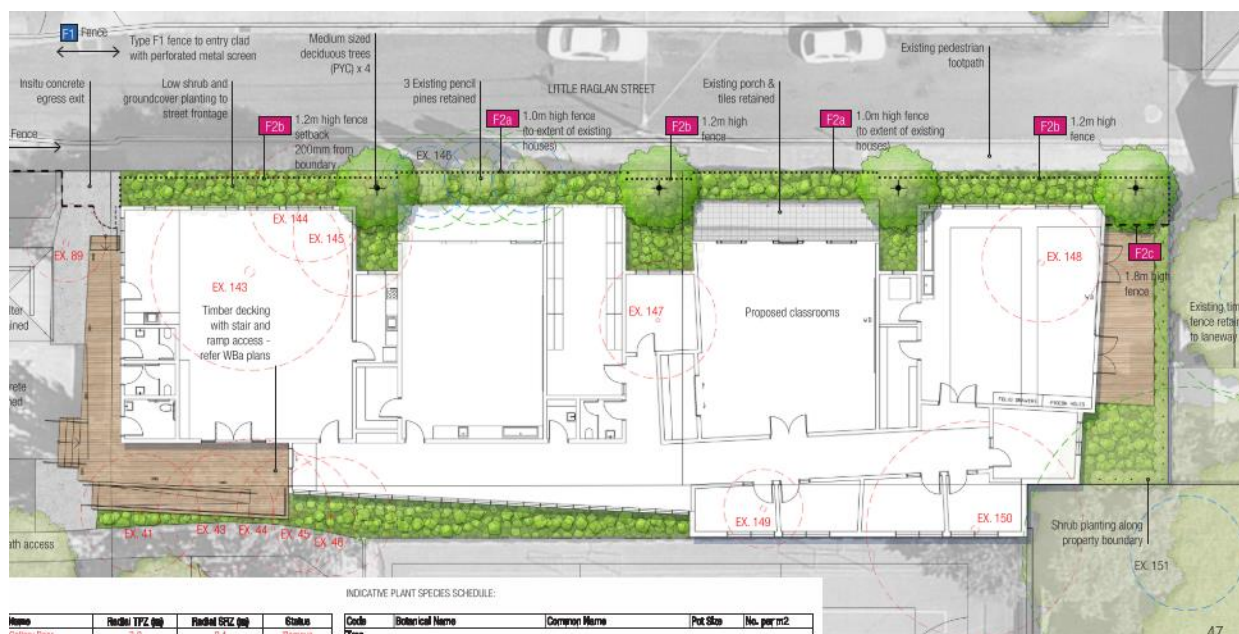 F1 Fence
Type F1 fence to entry clad
with perforated metal screen
Medium sized
deciduous trees
(PYC) x 4
Existing pedestrian
footpath
Insitu concrete
egress exit
Low shrub and
groundcover planting to
street frontage
3 Existing pencil
pines retained
LITTLE RAGLAN STREET
Existing porch &
tiles retained
Fence
F2b 1.2m high fence
setback
200mm from
boundary
F2a 1.0m high fence
(to extent of existing
houses)
F2b 1.2m high
fence
F2a 1.0m high fence
(to extent of existing
houses)
F2b 1.2m high
fence
EX. 146
EX. 144
EX. 145
EX. 89
EX. 143
EX. 148
F2c
1.8m high
fence
Timber decking
with stair and
ramp access -
refer WBa plans
EX. 147
Proposed classrooms
Existing tim
fence retai
to laneway
EX. 41
EX. 43
EX. 44
EX. 45
EX. 46
EX. 149
EX. 150
Shrub planting along
property boundary
EX. 151
ath access
INDICATIVE PLANT SPECIES SCHEDULE:
Name Radial TPZ (m) Radial SRZ (m) Status
Code Botanical Name Common Name Pot Size No. per m2
47